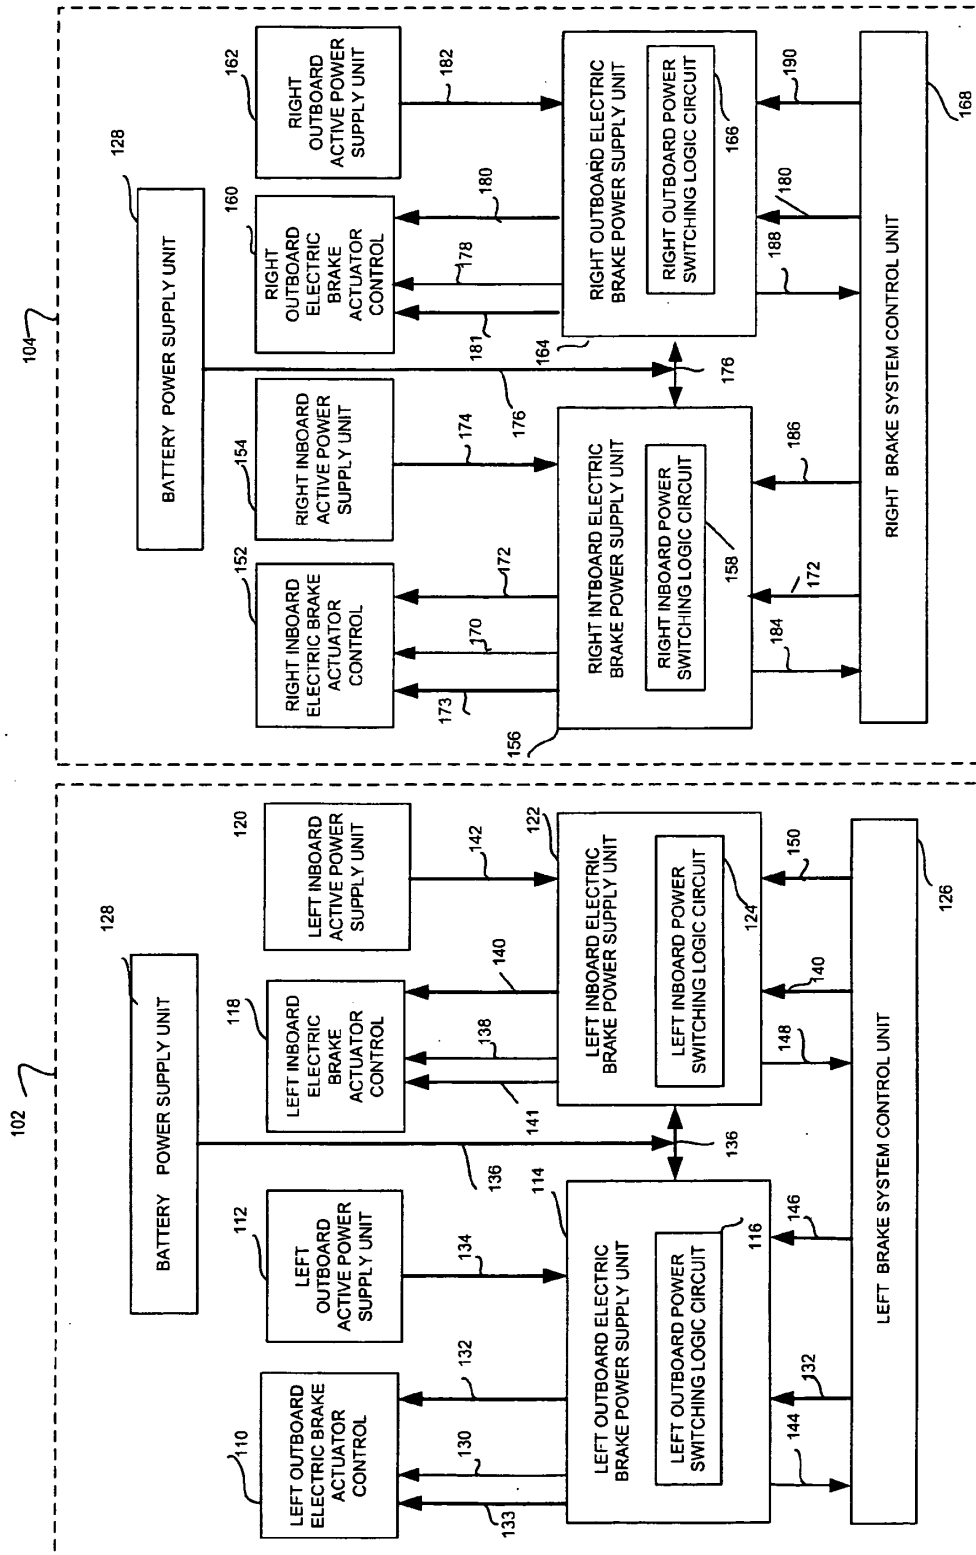 102
128
BATTERY POWER SUPPLY UNIT
110
LEFT OUTBOARD
ELECTRIC BRAKE
ACTUATOR
CONTROL
112
LEFT
OUTBOARD
ACTIVE POWER
SUPPLY UNIT
118
LEFT INBOARD
ELECTRIC
BRAKE
ACTUATOR
CONTROL
120
LEFT INBOARD
ACTIVE POWER
SUPPLY UNIT
133
130
132
134
136
141
138
140
142
114
LEFT OUTBOARD ELECTRIC
BRAKE POWER SUPPLY UNIT
LEFT OUTBOARD POWER
SWITCHING LOGIC CIRCUIT
116
136
122
LEFT INBOARD ELECTRIC
BRAKE POWER SUPPLY UNIT
LEFT INBOARD POWER
SWITCHING LOGIC CIRCUIT
124
144
132
146
148
140
150
LEFT BRAKE SYSTEM CONTROL UNIT
126
104
128
BATTERY POWER SUPPLY UNIT
152
RIGHT INBOARD
ELECTRIC BRAKE
ACTUATOR
CONTROL
154
RIGHT INBOARD
ACTIVE POWER
SUPPLY UNIT
160
RIGHT
OUTBOARD
ELECTRIC
BRAKE
ACTUATOR
CONTROL
162
RIGHT
OUTBOARD
ACTIVE POWER
SUPPLY UNIT
173
170
172
174
176
181
178
180
182
156
RIGHT INTBOARD ELECTRIC
BRAKE POWER SUPPLY UNIT
RIGHT INBOARD POWER
SWITCHING LOGIC CIRCUIT
158
176
164
RIGHT OUTBOARD ELECTRIC
BRAKE POWER SUPPLY UNIT
RIGHT OUTBOARD POWER
SWITCHING LOGIC CIRCUIT
166
184
172
186
188
180
190
RIGHT BRAKE SYSTEM CONTROL UNIT
168